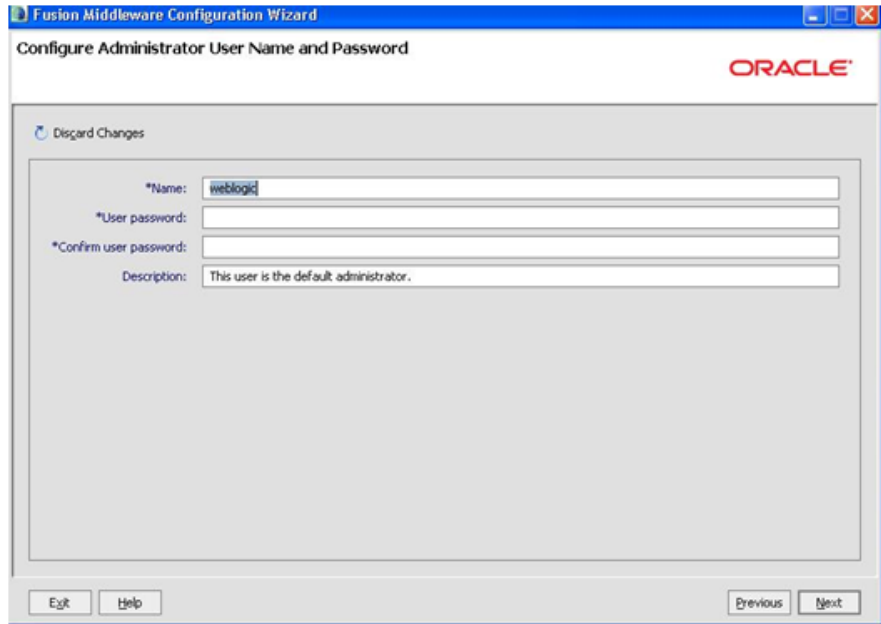 Fusion Middleware Configuration Wizard
Configure Administrator User Name and Password
ORACLE
Discard Changes
*Name: weblogic
*User password:
*Confirm user password:
Description: This user is the default administrator.
Exit Help Previous Next